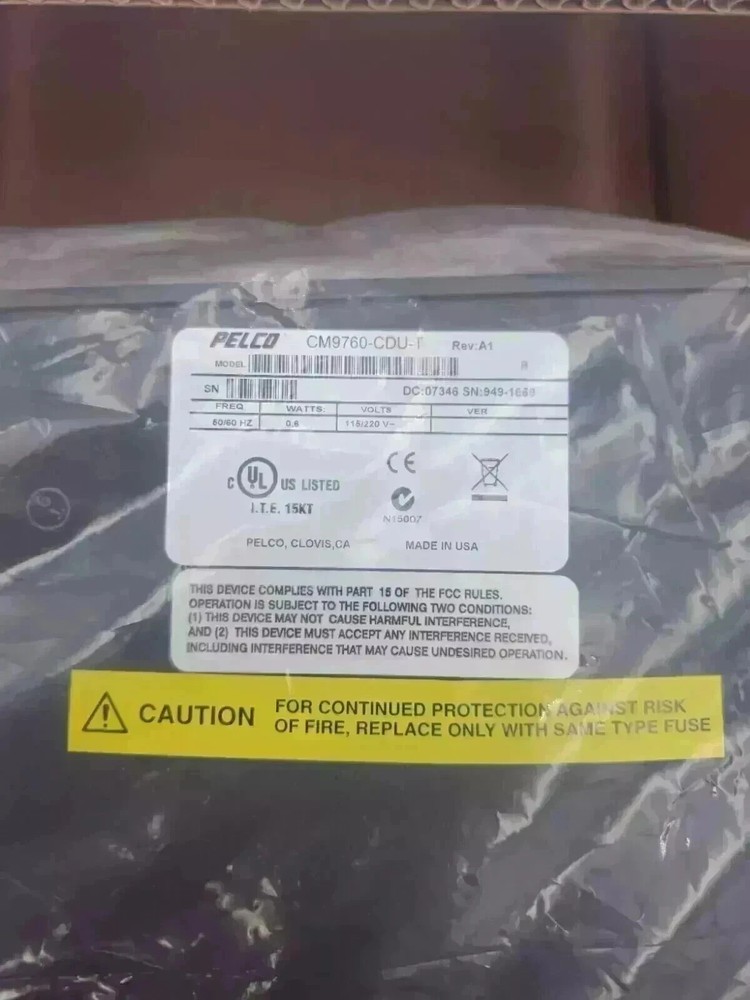 PELCO CM9760-CDU-T Rev:A1
MODEL
SN DC:07346 SN:949-
FREQ WATTS VOLTS VER
50/60 HZ 0.6 115/220 V~
C UL US LISTED
I.T.E. 15KT
CE
N15007
PELCO, CLOVIS,CA MADE IN USA
THIS DEVICE COMPLIES WITH PART 15 OF THE FCC RULES.
OPERATION IS SUBJECT TO THE FOLLOWING TWO CONDITIONS:
(1) THIS DEVICE MAY NOT CAUSE HARMFUL INTERFERENCE,
AND (2) THIS DEVICE MUST ACCEPT ANY INTERFERENCE RECEIVED,
INCLUDING INTERFERENCE THAT MAY CAUSE UNDESIRED OPERATION.
CAUTION FOR CONTINUED PROTECTION AGAINST RISK
OF FIRE, REPLACE ONLY WITH SAME TYPE FUSE